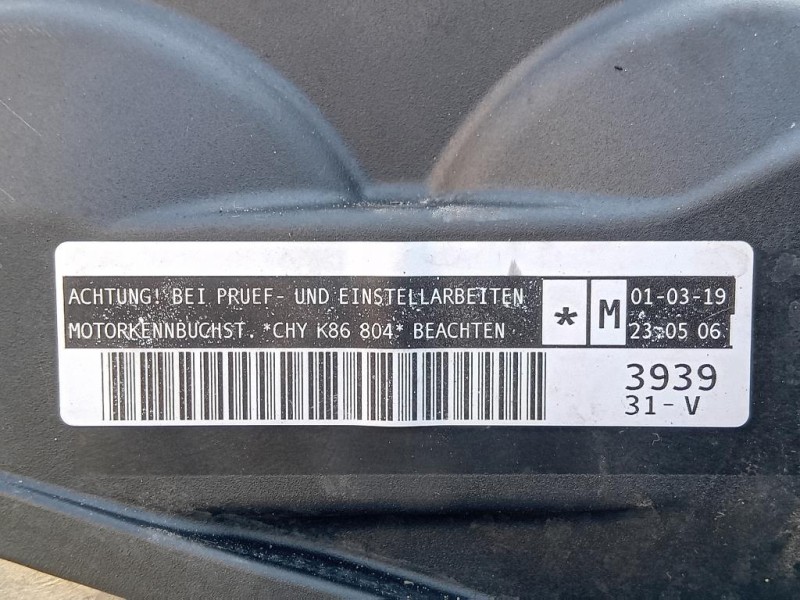 ACHTUNG! BEI PRUEF- UND EINSTELLARBEITEN
MOTORKENNBUCHST. *CHY K86 804* BEACHTEN
* M
01-03-19
23:05 06
3939
31-V